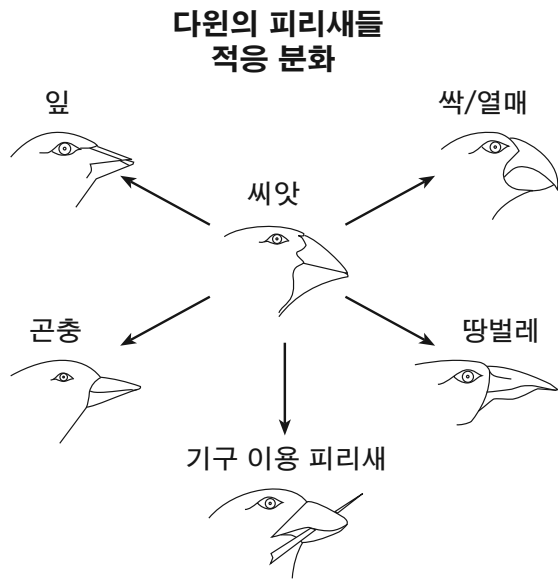 다윈의 피리새들
적응 분화
잎
싹/열매
씨앗
곤충
땅벌레
기구 이용 피리새